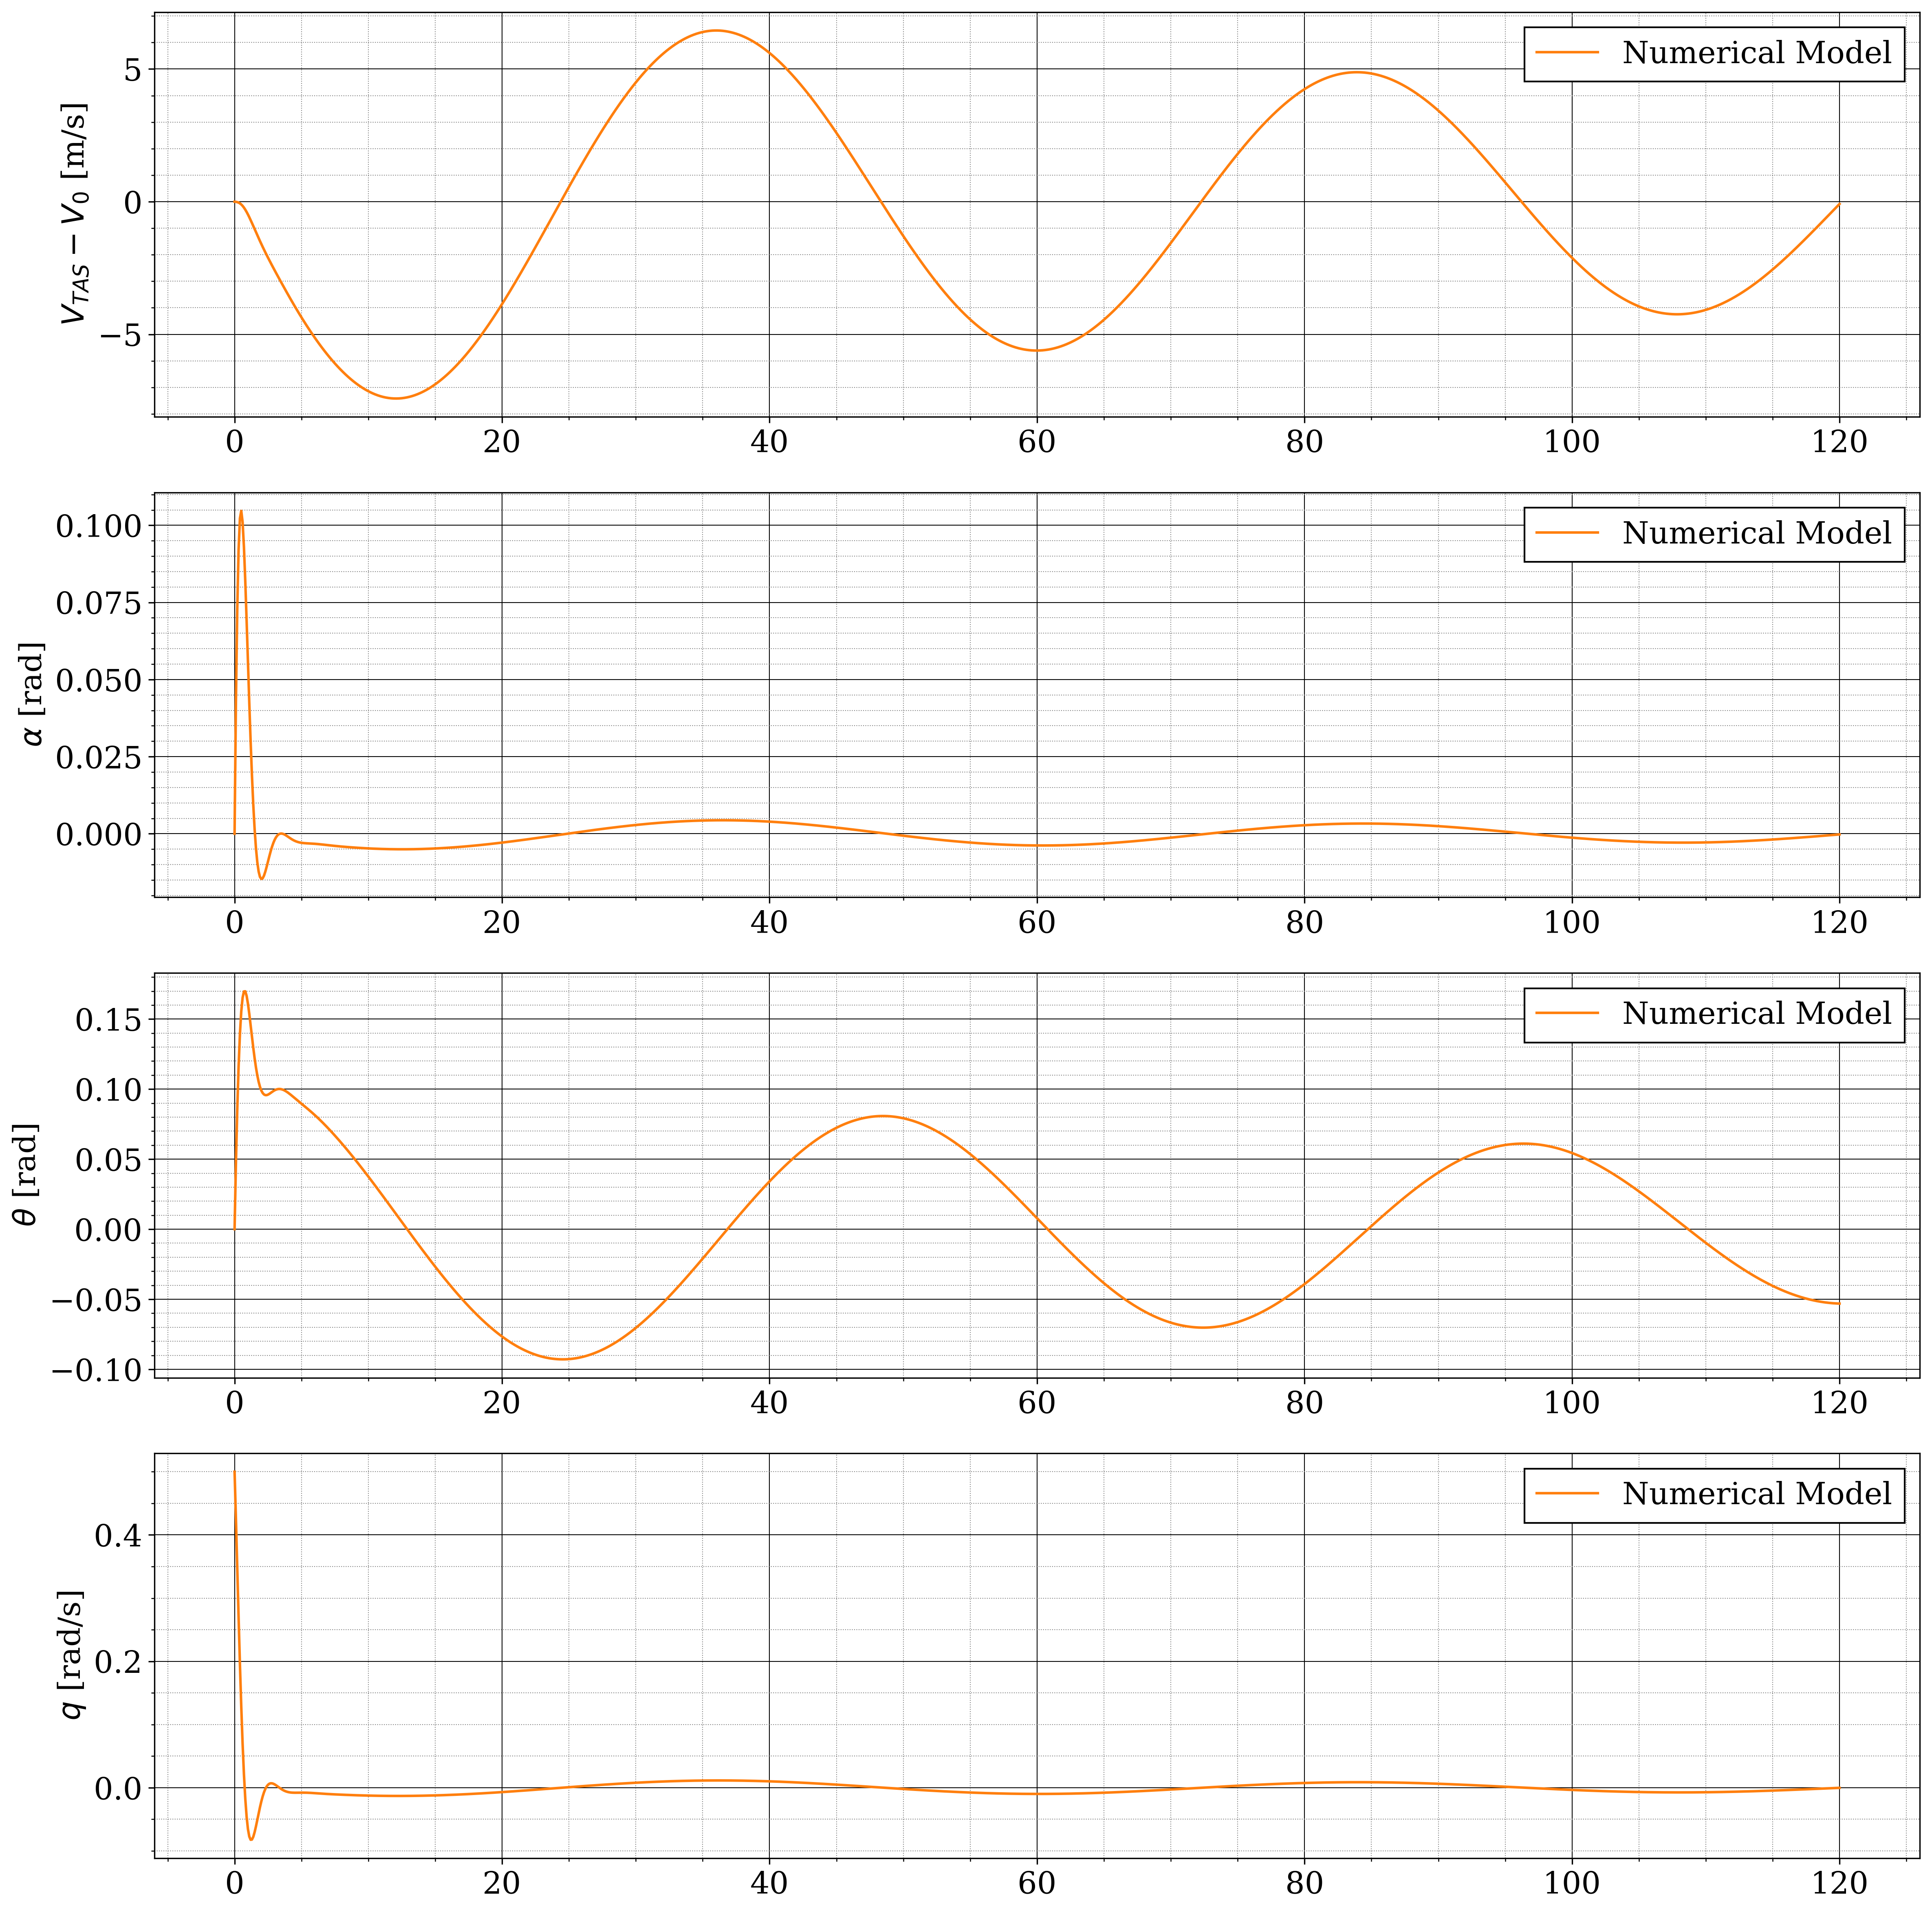 V_TAS − V_0 [m/s]
5
0
−5
Numerical Model
0 20 40 60 80 100 120
α [rad]
0.100
0.075
0.050
0.025
0.000
Numerical Model
0 20 40 60 80 100 120
θ [rad]
0.15
0.10
0.05
0.00
−0.05
−0.10
Numerical Model
0 20 40 60 80 100 120
q [rad/s]
0.4
0.2
0.0
Numerical Model
0 20 40 60 80 100 120